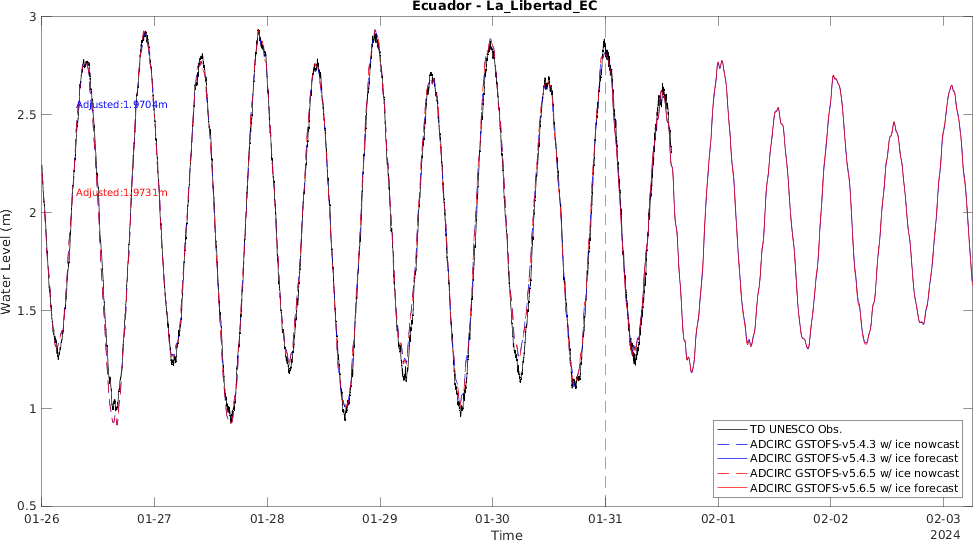 Ecuador - La_Libertad_EC
3
2.5
2
1.5
1
0.5
Water Level (m)
Adjusted:1.9704m
Adjusted:1.9731m
TD UNESCO Obs.
ADCIRC GSTOFS-v5.4.3 w/ ice nowcast
ADCIRC GSTOFS-v5.4.3 w/ ice forecast
ADCIRC GSTOFS-v5.6.5 w/ ice nowcast
ADCIRC GSTOFS-v5.6.5 w/ ice forecast
01-26 01-27 01-28 01-29 01-30 01-31 02-01 02-02 02-03
Time
2024